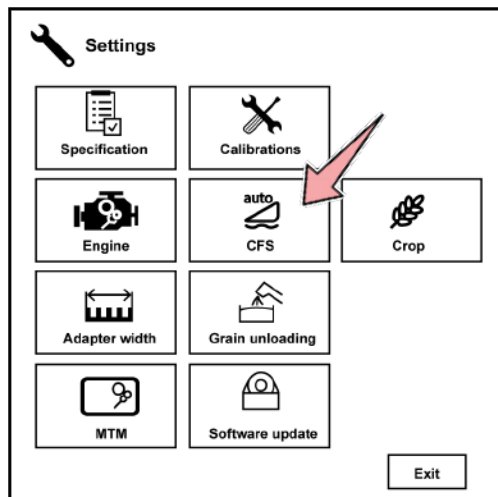 Settings
Specification
Calibrations
Engine
auto
CFS
Crop
Adapter width
Grain unloading
MTM
Software update
Exit